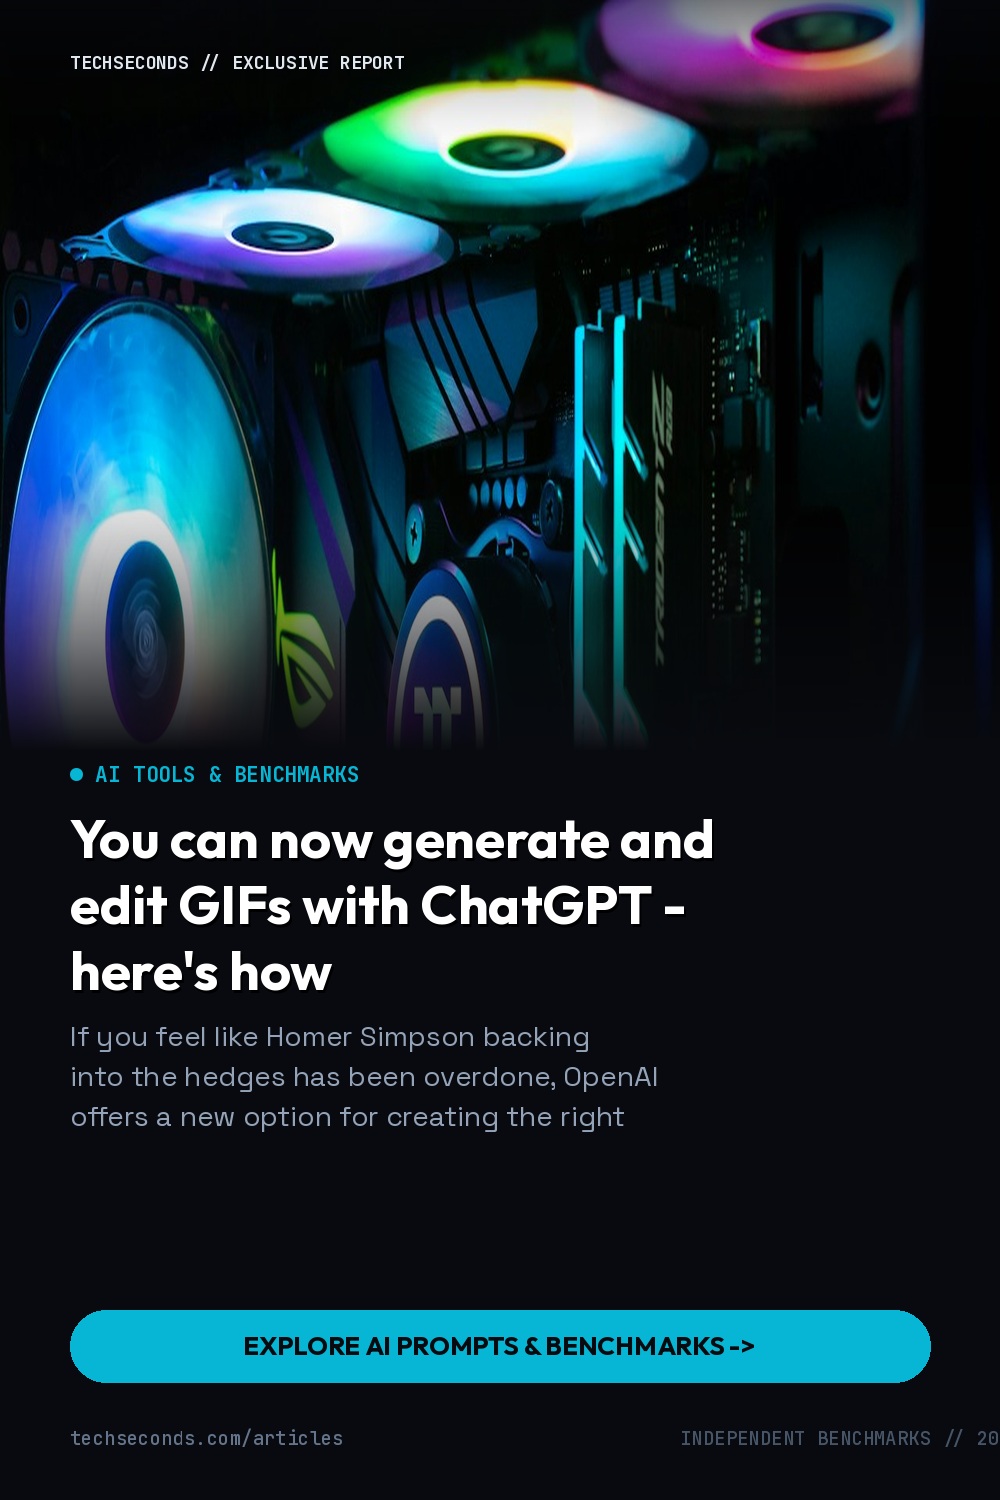 TECHSECONDS // EXCLUSIVE REPORT
TRIDENT Z RGB
AI TOOLS & BENCHMARKS
You can now generate and
edit GIFs with ChatGPT -
here's how
If you feel like Homer Simpson backing
into the hedges has been overdone, OpenAI
offers a new option for creating the right
EXPLORE AI PROMPTS & BENCHMARKS ->
techseconds.com/articles
INDEPENDENT BENCHMARKS // 20